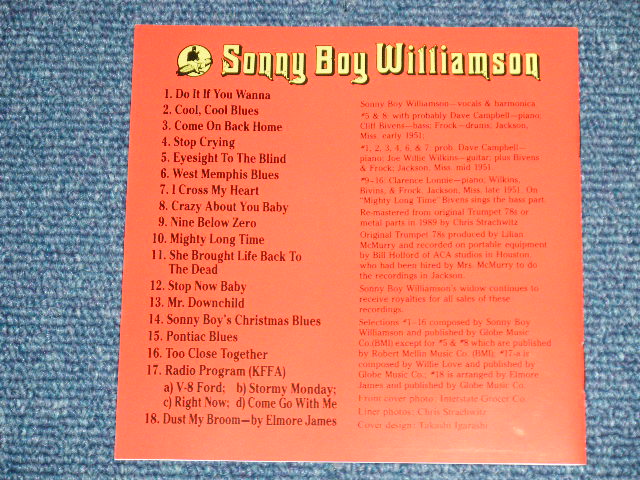 Sonny Boy Williamson
1. Do It If You Wanna
2. Cool, Cool Blues
3. Come On Back Home
4. Stop Crying
5. Eyesight To The Blind
6. West Memphis Blues
7. I Cross My Heart
8. Crazy About You Baby
9. Nine Below Zero
10. Mighty Long Time
11. She Brought Life Back To
The Dead
12. Stop Now Baby
13. Mr. Downchild
14. Sonny Boy's Christmas Blues
15. Pontiac Blues
16. Too Close Together
17. Radio Program (KFFA)
a) V-8 Ford; b) Stormy Monday;
c) Right Now; d) Come Go With Me
18. Dust My Broom—by Elmore James
Sonny Boy Williamson—vocals & harmonica
*5 & 8: with probably Dave Campbell—piano;
Cliff Bivens—bass; Frock—drums, Jackson,
Miss. early 1951;
*1, 2, 3, 4, 6, & 7: prob. Dave Campbell—
piano; Joe Willie Wilkins—guitar; plus Bivens
& Frock; Jackson, Miss. mid 1951.
*9-16: Clarence Lonnie—piano; Wilkins,
Bivins, & Frock, Jackson, Miss. late 1951. On
"Mighty Long Time" Bivens sings the bass part.
Re-mastered from original Trumpet 78s or
metal parts in 1989 by Chris Strachwitz
Original Trumpet 78s produced by Lilian
McMurry and recorded on portable equipment
by Bill Holford of ACA studios in Houston,
who had been hired by Mrs. McMurry to do
the recordings in Jackson.
Sonny Boy Williamson's widow continues to
receive royalties for all sales of these
recordings.
Selections *1-16 composed by Sonny Boy
Williamson and published by Globe Music
Co.(BMI) except for *5 & *8 which are published
by Robert Mellin Music Co. (BMI); *17-a is
composed by Willie Love and published by
Globe Music Co.; *18 is arranged by Elmore
James and published by Globe Music Co.
Front cover photo: Interstate Grocer Co.
Liner photos: Chris Strachwitz
Cover design: Takashi Igarashi